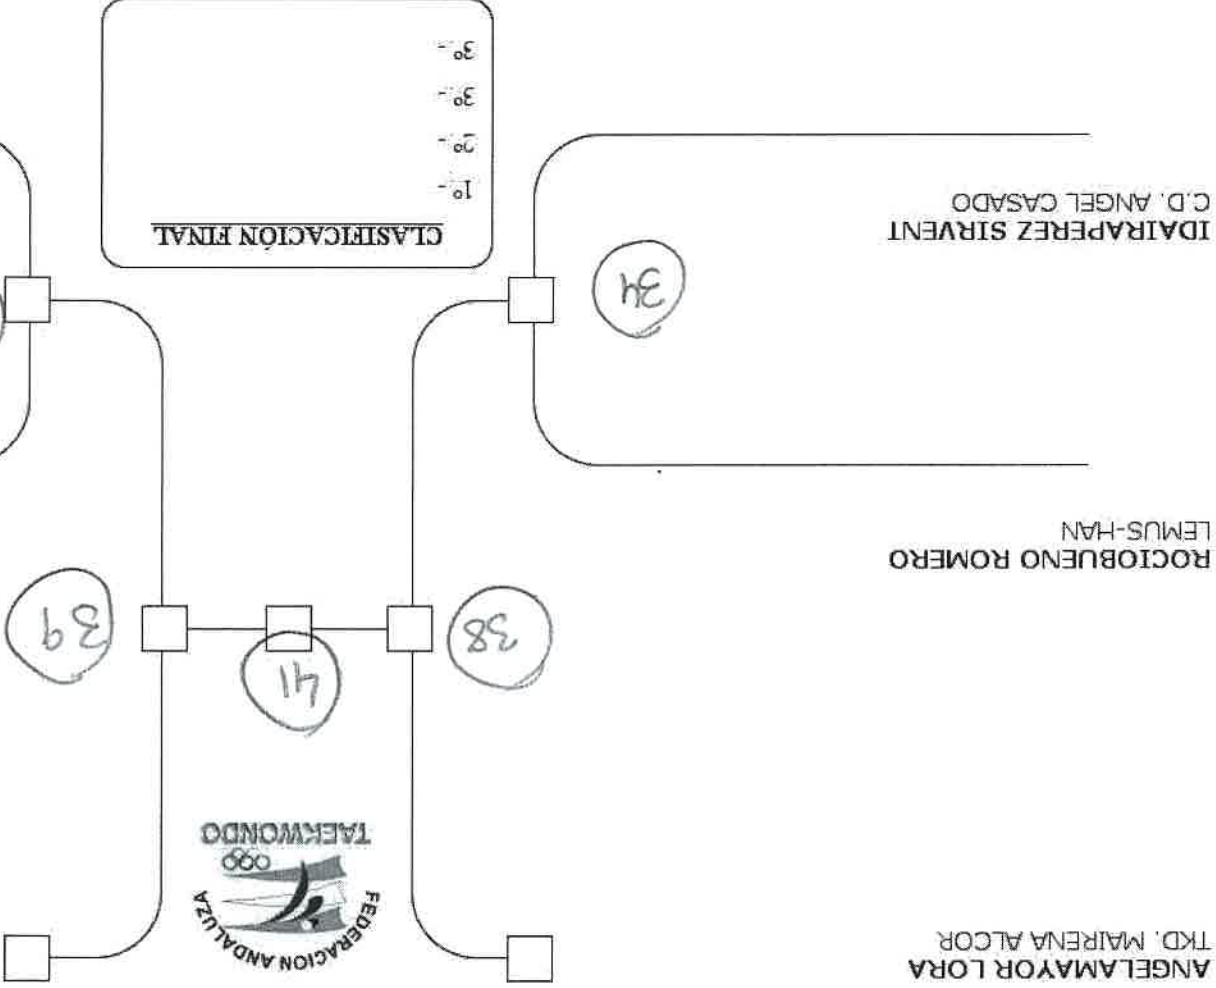 ANGELAMAYOR LORA
TKD. MAIRENA ALCOR
FEDERACION ANDALUZA
TAEKWONDO
41
38
39
ROCIOBUENO ROMERO
LEMUS-HAN
34
IDAIRAPEREZ SIRVENT
C.D. ANGEL CASADO
CLASIFICACIÓN FINAL
1º.-
2º.-
3º.-
3º.-